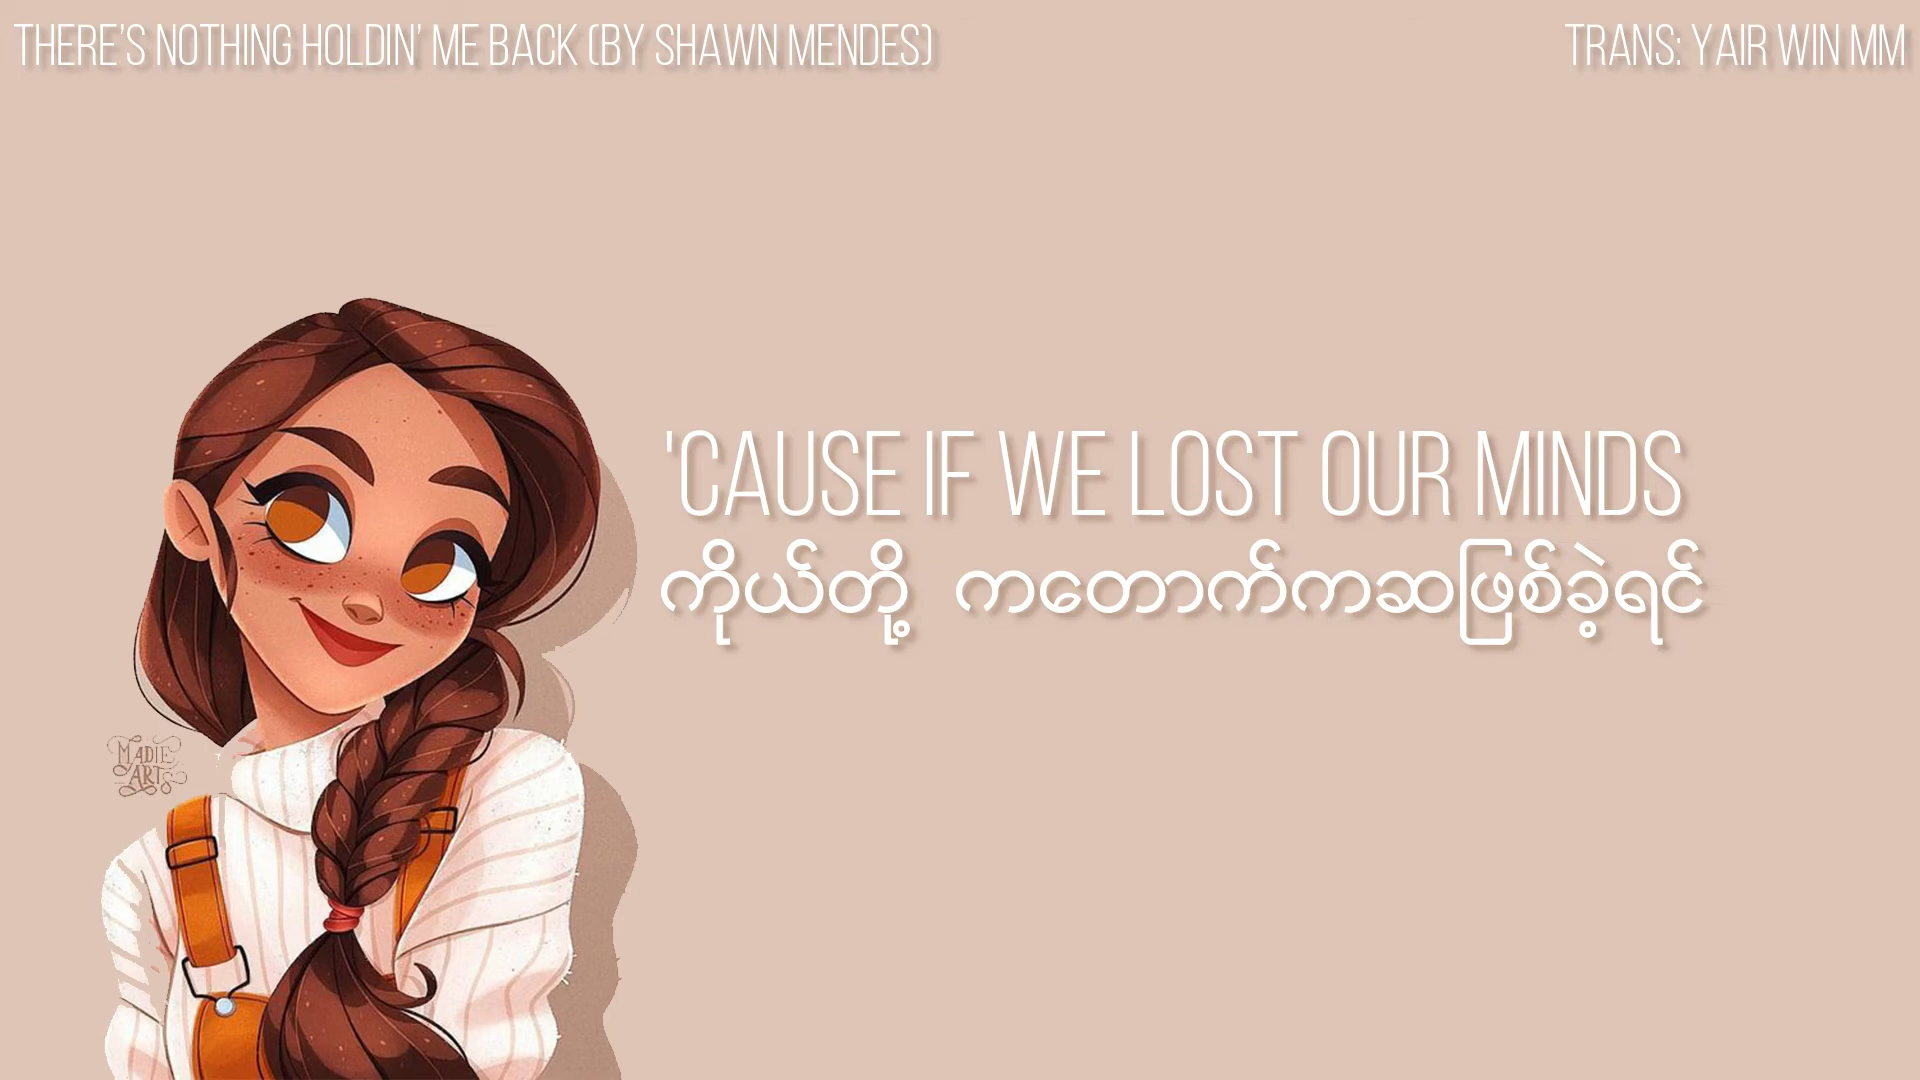 THERE'S NOTHING HOLDIN' ME BACK (BY SHAWN MENDES)
TRANS: YAIR WIN MM
'CAUSE IF WE LOST OUR MINDS
ကိုယ်တို့ ကတောက်ကဆဖြစ်ခဲ့ရင်
MADIE
ARTS